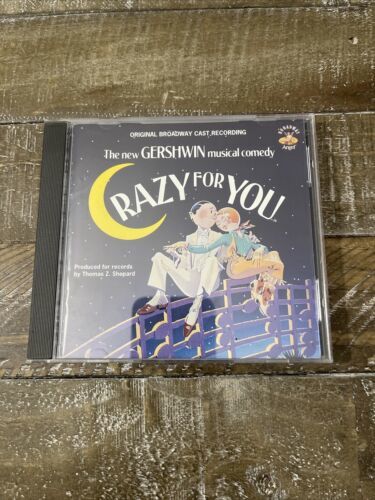 ORIGINAL BROADWAY CAST RECORDING
BROADWAY
Angel
The new GERSHWIN musical comedy
CRAZY FOR YOU
Produced for records
by Thomas Z. Shepard